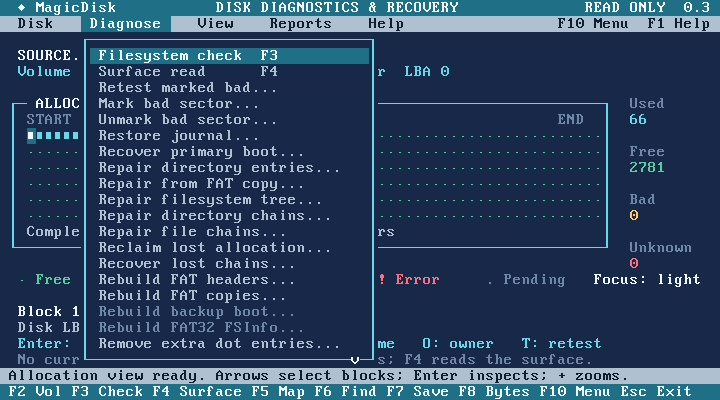 ◆ MagicDisk DISK DIAGNOSTICS & RECOVERY READ ONLY 0.3
Disk Diagnose View Reports Help F10 Menu F1 Help
SOURCE.
Volume r LBA 0
Filesystem check F3
Surface read F4
Retest marked bad...
Mark bad sector...
Unmark bad sector...
Restore journal...
Recover primary boot...
Repair directory entries...
Repair from FAT copy...
Repair filesystem tree...
Repair directory chains...
Repair file chains...
Reclaim lost allocation...
Recover lost chains...
Rebuild FAT headers...
Rebuild FAT copies...
Rebuild backup boot...
Rebuild FAT32 FSInfo...
Remove extra dot entries...
v
ALLOC
START END
Comple rs
Used
66
Free
2781
Bad
0
Unknown
0
· Free ! Error . Pending Focus: light
Block 1
Disk LB
Enter: me O: owner T: retest
No curr s; F4 reads the surface.
Allocation view ready. Arrows select blocks; Enter inspects; + zooms.
F2 Vol F3 Check F4 Surface F5 Map F6 Find F7 Save F8 Bytes F10 Menu Esc Exit